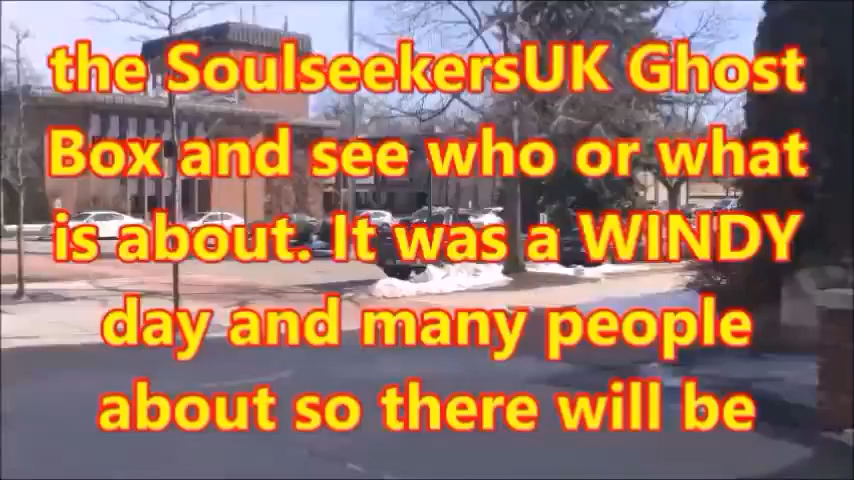 the SoulseekersUK Ghost
Box and see who or what
is about. It was a WINDY
day and many people
about so there will be